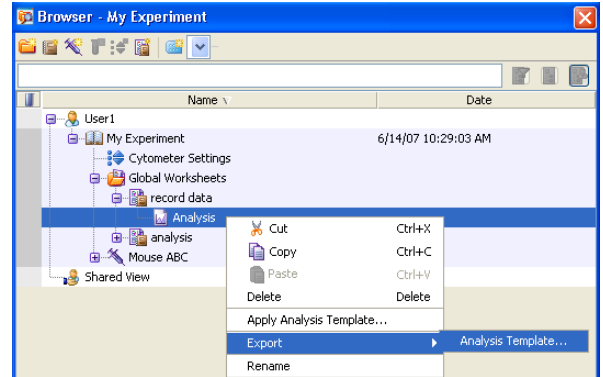 Browser - My Experiment
Name
Date
User1
My Experiment
6/14/07 10:29:03 AM
Cytometer Settings
Global Worksheets
record data
Analysis
analysis
Mouse ABC
Shared View
Cut Ctrl+X
Copy Ctrl+C
Paste Ctrl+V
Delete Delete
Apply Analysis Template...
Export
Analysis Template...
Rename